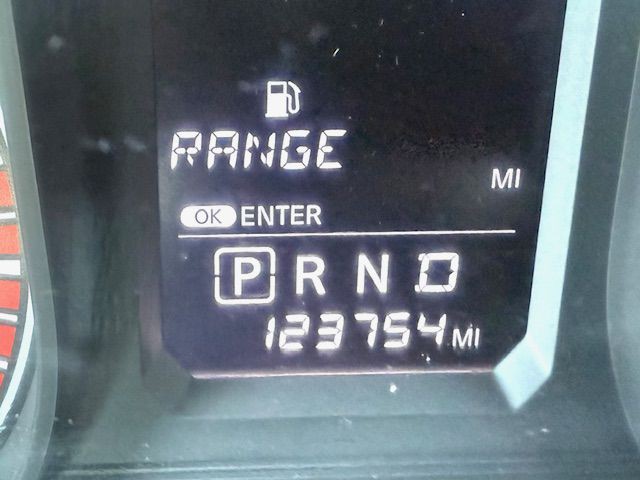 RANGE
MI
OK ENTER
P R N D
123754 MI